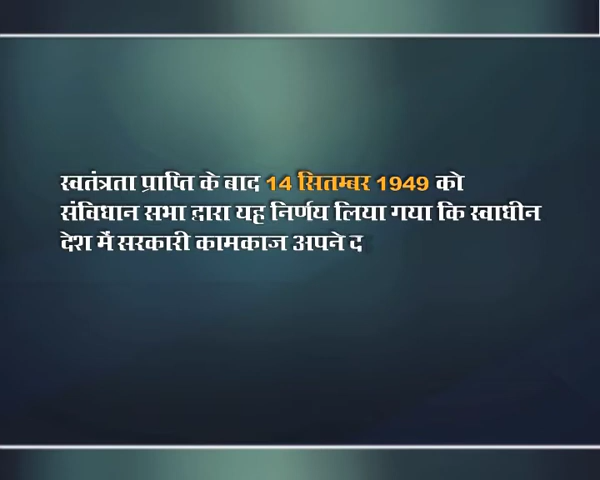 स्वतंत्रता प्राप्ति के बाद 14 सितम्बर 1949 को
संविधान सभा द्वारा यह निर्णय लिया गया कि स्वाधीन
देश में सरकारी कामकाज अपने द